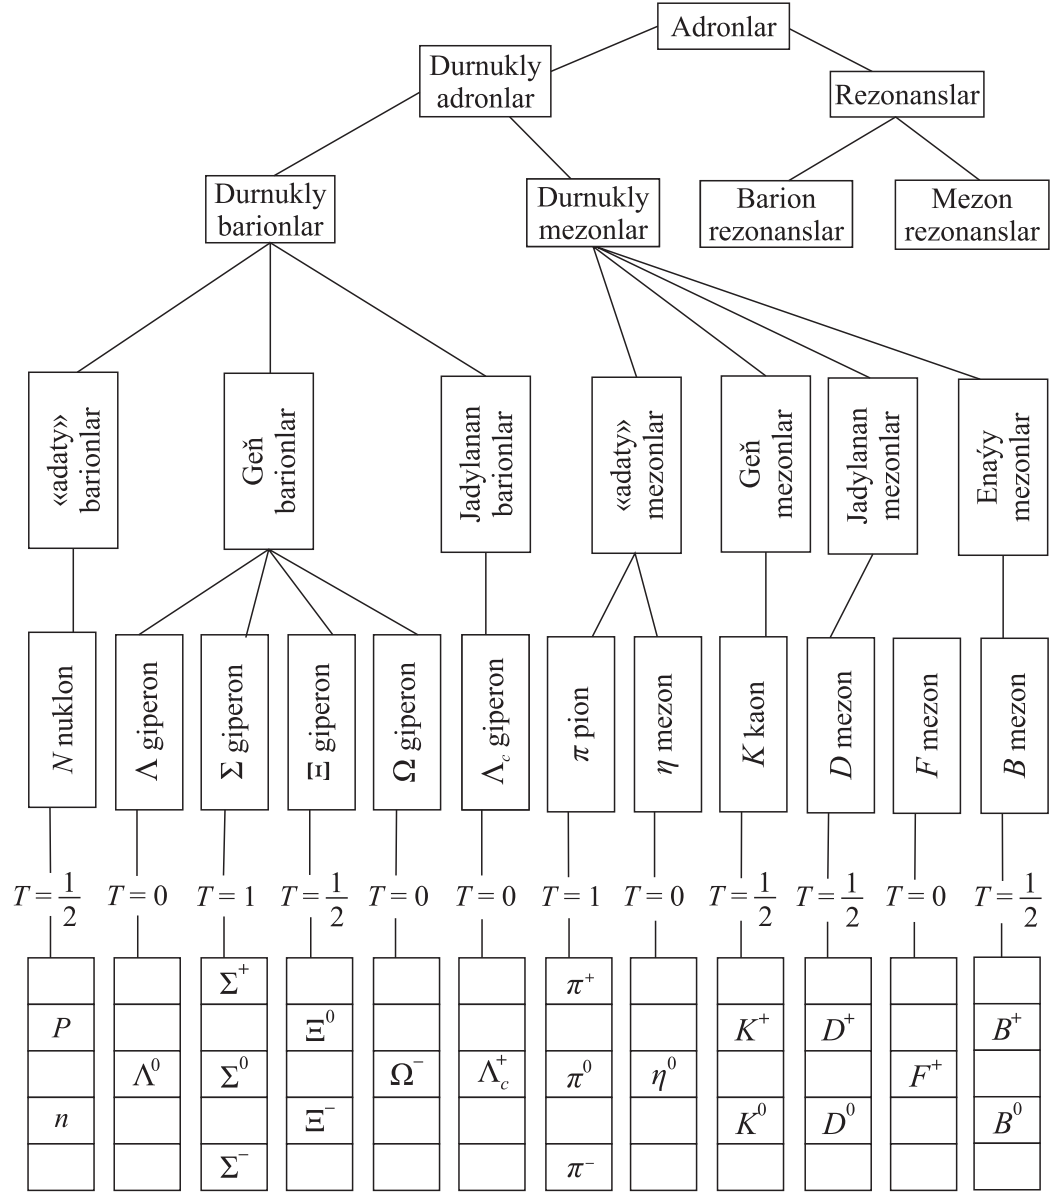 Adronlar
Durnukly
adronlar
Rezonanslar
Durnukly
barionlar
Durnukly
mezonlar
Barion
rezonanslar
Mezon
rezonanslar
«adaty»
barionlar
Geň
barionlar
Jadylanan
barionlar
«adaty»
mezonlar
Geň
mezonlar
Jadylanan
mezonlar
Enaýy
mezonlar
N nuklon
Λ giperon
Σ giperon
Ξ giperon
Ω giperon
Λc giperon
π pion
η mezon
K kaon
D mezon
F mezon
B mezon
T = 1/2
T = 0
T = 1
T = 1/2
T = 0
T = 0
T = 1
T = 0
T = 1/2
T = 1/2
T = 0
T = 1/2
Σ⁺ π⁺
P Ξ⁰ K⁺ D⁺ B⁺
Λ⁰ Σ⁰ Ω⁻ Λc⁺ π⁰ η⁰ F⁺
n Ξ⁻ K⁰ D⁰ B⁰
Σ⁻ π⁻